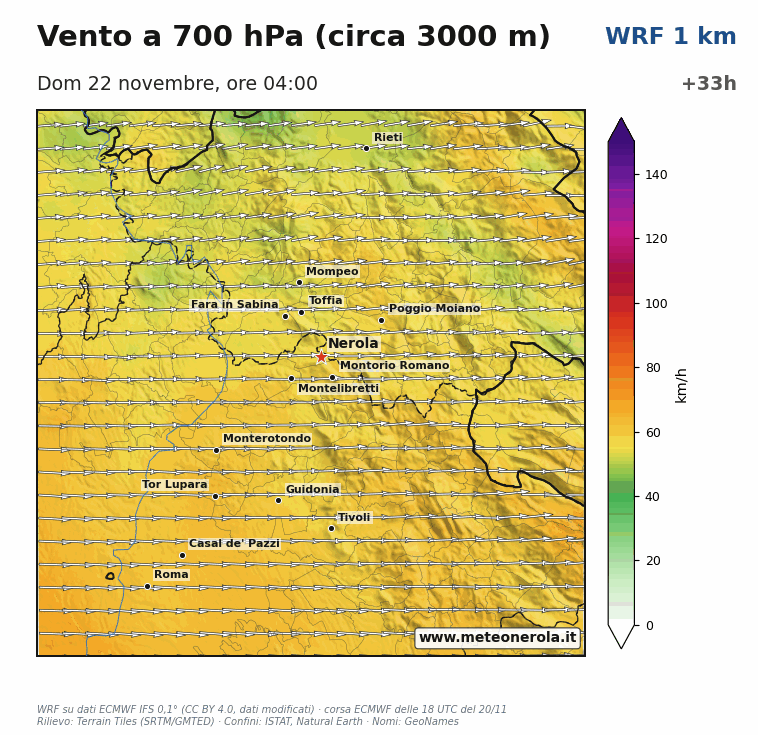 Vento a 700 hPa (circa 3000 m)
WRF 1 km
Dom 22 novembre, ore 04:00
+33h
Rieti
Mompeo
Fara in Sabina
Toffia
Poggio Moiano
Nerola
Montorio Romano
Montelibretti
Monterotondo
Tor Lupara
Guidonia
Tivoli
Casal de' Pazzi
Roma
www.meteonerola.it
140
120
100
80
60
40
20
0
km/h
WRF su dati ECMWF IFS 0,1° (CC BY 4.0, dati modificati) · corsa ECMWF delle 18 UTC del 20/11
Rilievo: Terrain Tiles (SRTM/GMTED) · Confini: ISTAT, Natural Earth · Nomi: GeoNames